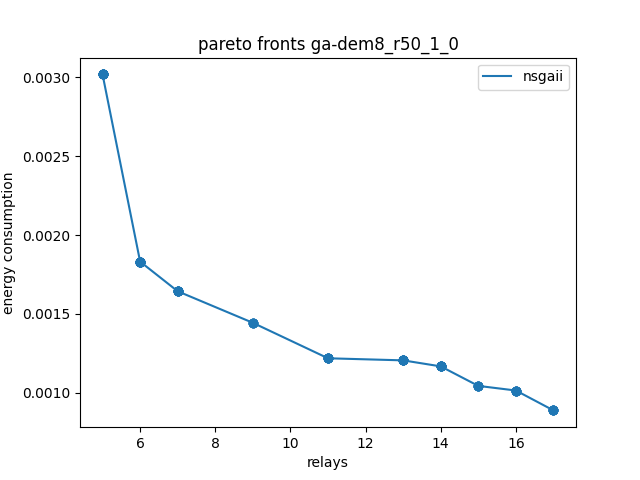 pareto fronts ga-dem8_r50_1_0
nsgaii
0.0030
0.0025
0.0020
0.0015
0.0010
energy consumption
6 8 10 12 14 16
relays